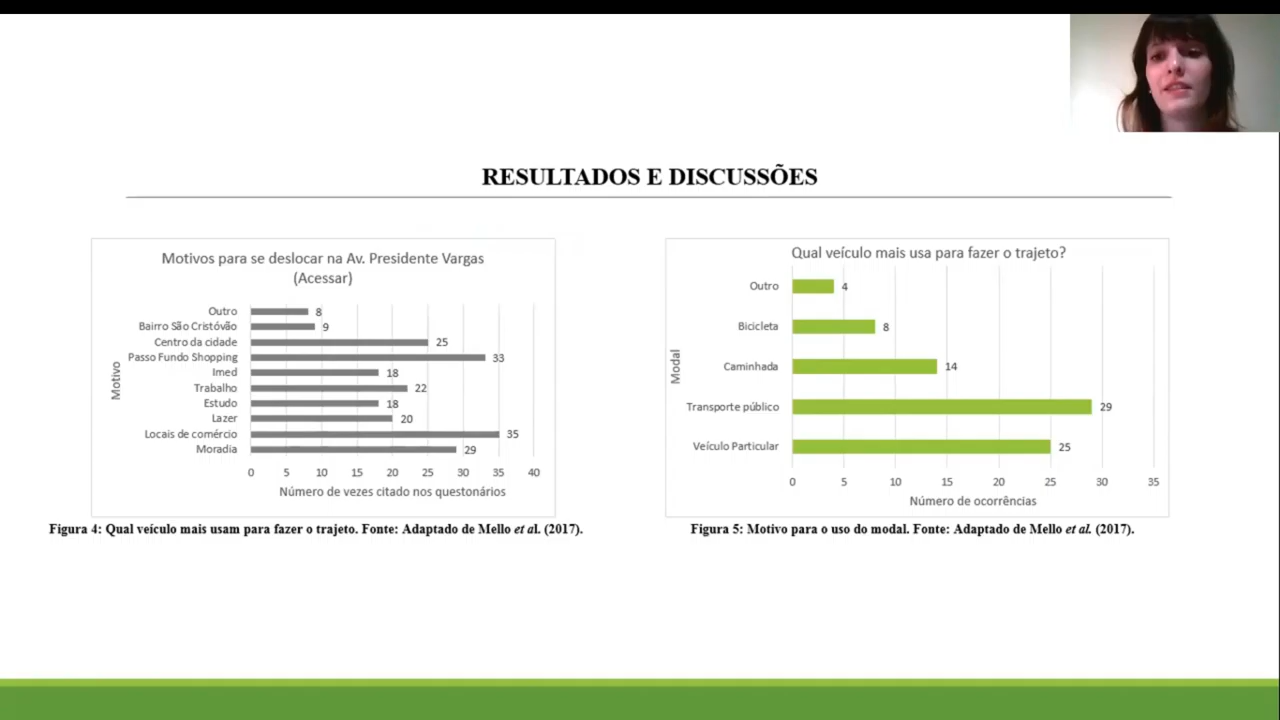 RESULTADOS E DISCUSSÕES
Motivos para se deslocar na Av. Presidente Vargas
(Acessar)
Motivo
Outro 8
Bairro São Cristóvão 9
Centro da cidade 25
Passo Fundo Shopping 33
Imed 18
Trabalho 22
Estudo 18
Lazer 20
Locais de comércio 35
Moradia 29
0 5 10 15 20 25 30 35 40
Número de vezes citado nos questonários
Figura 4: Qual veículo mais usam para fazer o trajeto. Fonte: Adaptado de Mello et al. (2017).
Qual veículo mais usa para fazer o trajeto?
Modal
Outro 4
Bicicleta 8
Caminhada 14
Transporte público 29
Veículo Particular 25
0 5 10 15 20 25 30 35
Número de ocorrências
Figura 5: Motivo para o uso do modal. Fonte: Adaptado de Mello et al. (2017).